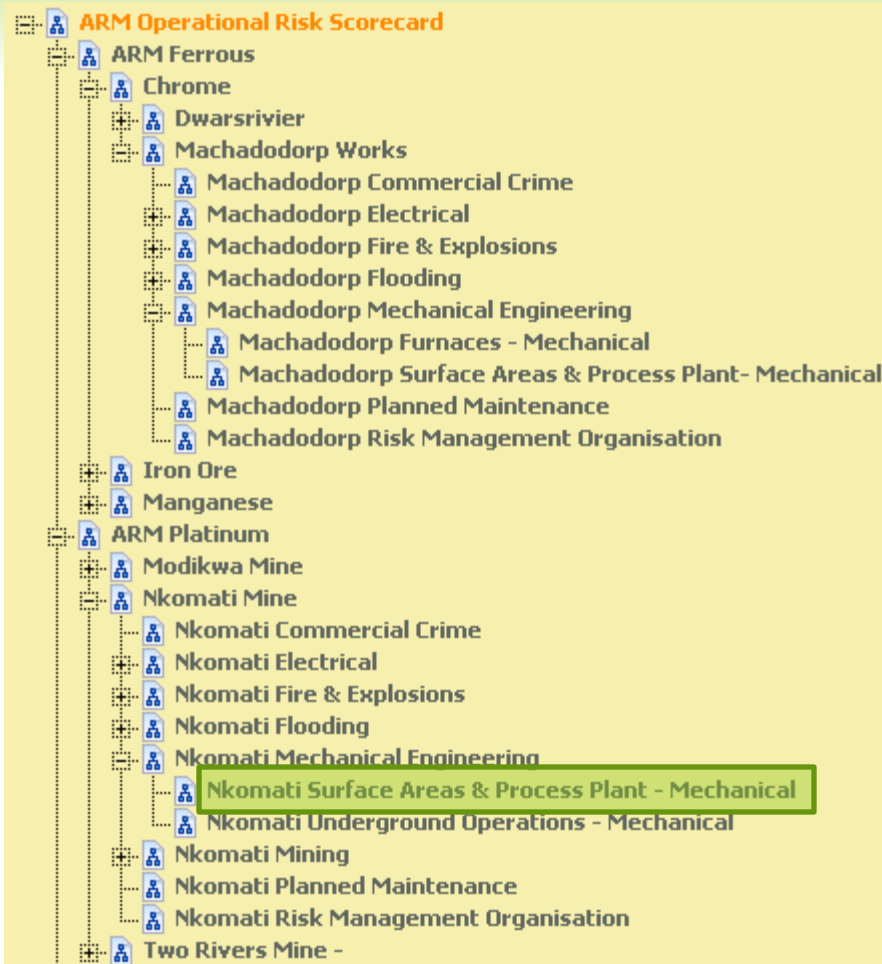 ARM Operational Risk Scorecard
ARM Ferrous
Chrome
Dwarsrivier
Machadodorp Works
Machadodorp Commercial Crime
Machadodorp Electrical
Machadodorp Fire & Explosions
Machadodorp Flooding
Machadodorp Mechanical Engineering
Machadodorp Furnaces - Mechanical
Machadodorp Surface Areas & Process Plant- Mechanical
Machadodorp Planned Maintenance
Machadodorp Risk Management Organisation
Iron Ore
Manganese
ARM Platinum
Modikwa Mine
Nkomati Mine
Nkomati Commercial Crime
Nkomati Electrical
Nkomati Fire & Explosions
Nkomati Flooding
Nkomati Mechanical Engineering
Nkomati Surface Areas & Process Plant - Mechanical
Nkomati Underground Operations - Mechanical
Nkomati Mining
Nkomati Planned Maintenance
Nkomati Risk Management Organisation
Two Rivers Mine -